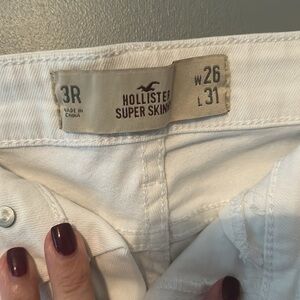 3R
MADE IN
CHINA
HOLLISTER
SUPER SKINNY
W 26
L 31